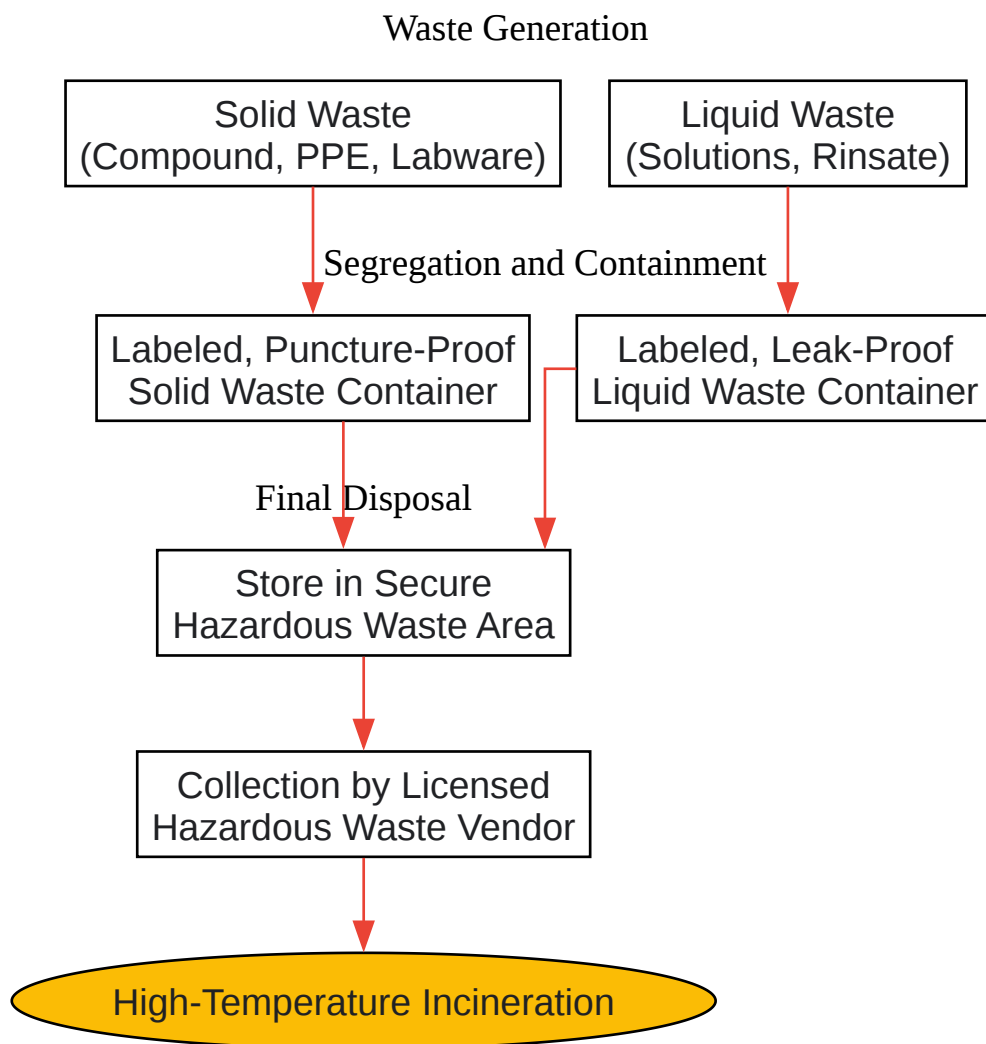 Waste Generation
Solid Waste
(Compound, PPE, Labware)
Liquid Waste
(Solutions, Rinsate)
Segregation and Containment
Labeled, Puncture-Proof
Solid Waste Container
Labeled, Leak-Proof
Liquid Waste Container
Final Disposal
Store in Secure
Hazardous Waste Area
Collection by Licensed
Hazardous Waste Vendor
High-Temperature Incineration